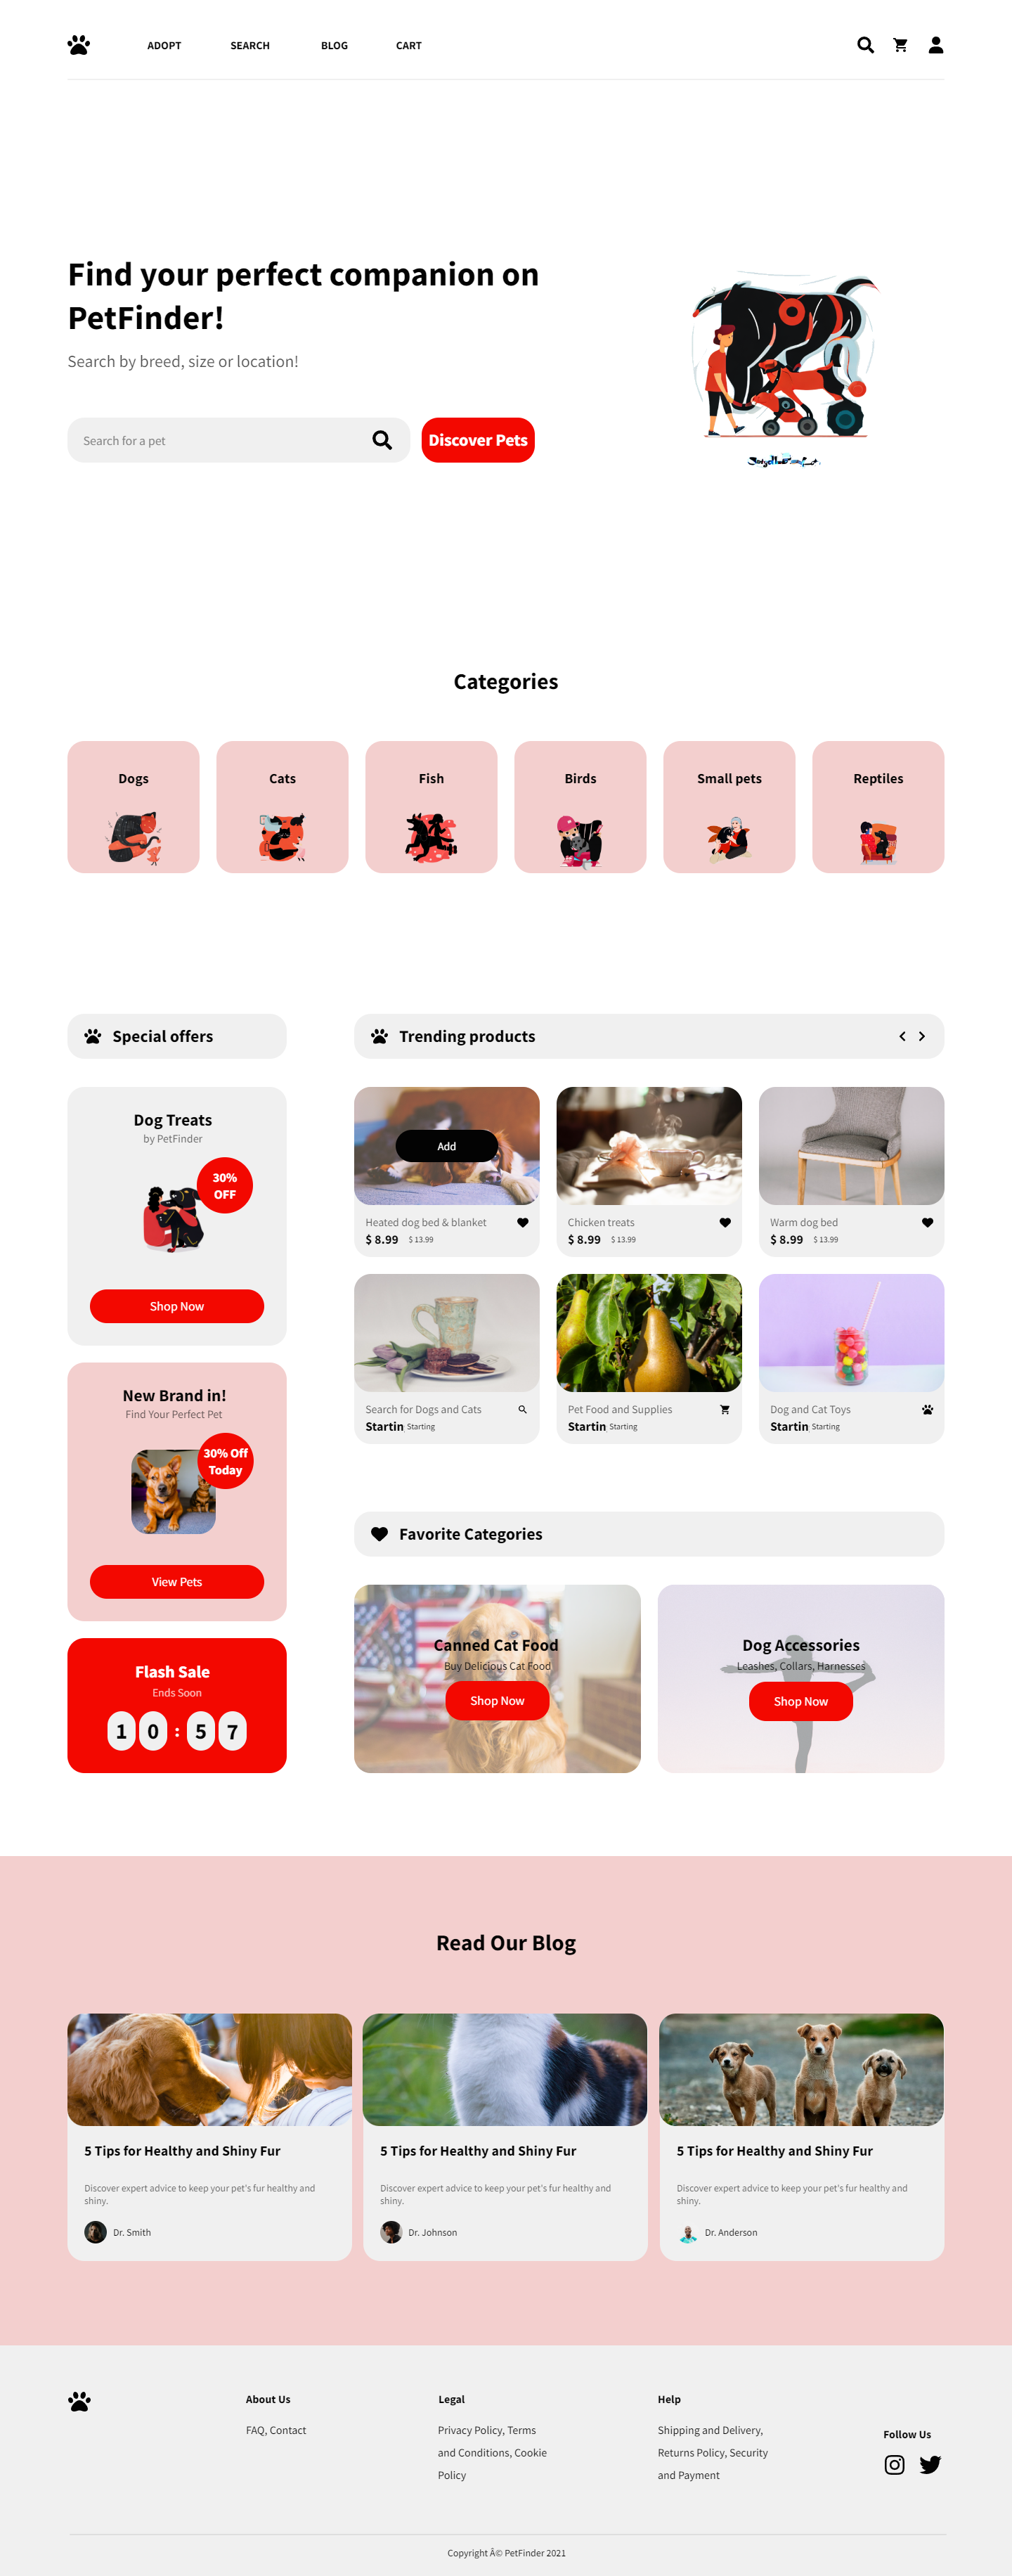 ADOPT SEARCH BLOG CART
Find your perfect companion on
PetFinder!
Search by breed, size or location!
Search for a pet
Discover Pets
Categories
Dogs
Cats
Fish
Birds
Small pets
Reptiles
Special offers
Dog Treats
by PetFinder
30%
OFF
Shop Now
New Brand in!
Find Your Perfect Pet
30% Off
Today
View Pets
Flash Sale
Ends Soon
1 0 : 5 7
Trending products
Add
Heated dog bed & blanket
$ 8.99 $ 13.99
Chicken treats
$ 8.99 $ 13.99
Warm dog bed
$ 8.99 $ 13.99
Search for Dogs and Cats
Startin Starting
Pet Food and Supplies
Startin Starting
Dog and Cat Toys
Startin Starting
Favorite Categories
Canned Cat Food
Buy Delicious Cat Food
Shop Now
Dog Accessories
Leashes, Collars, Harnesses
Shop Now
Read Our Blog
5 Tips for Healthy and Shiny Fur
Discover expert advice to keep your pet's fur healthy and
shiny.
Dr. Smith
5 Tips for Healthy and Shiny Fur
Discover expert advice to keep your pet's fur healthy and
shiny.
Dr. Johnson
5 Tips for Healthy and Shiny Fur
Discover expert advice to keep your pet's fur healthy and
shiny.
Dr. Anderson
About Us
FAQ, Contact
Legal
Privacy Policy, Terms
and Conditions, Cookie
Policy
Help
Shipping and Delivery,
Returns Policy, Security
and Payment
Follow Us
Copyright Â© PetFinder 2021